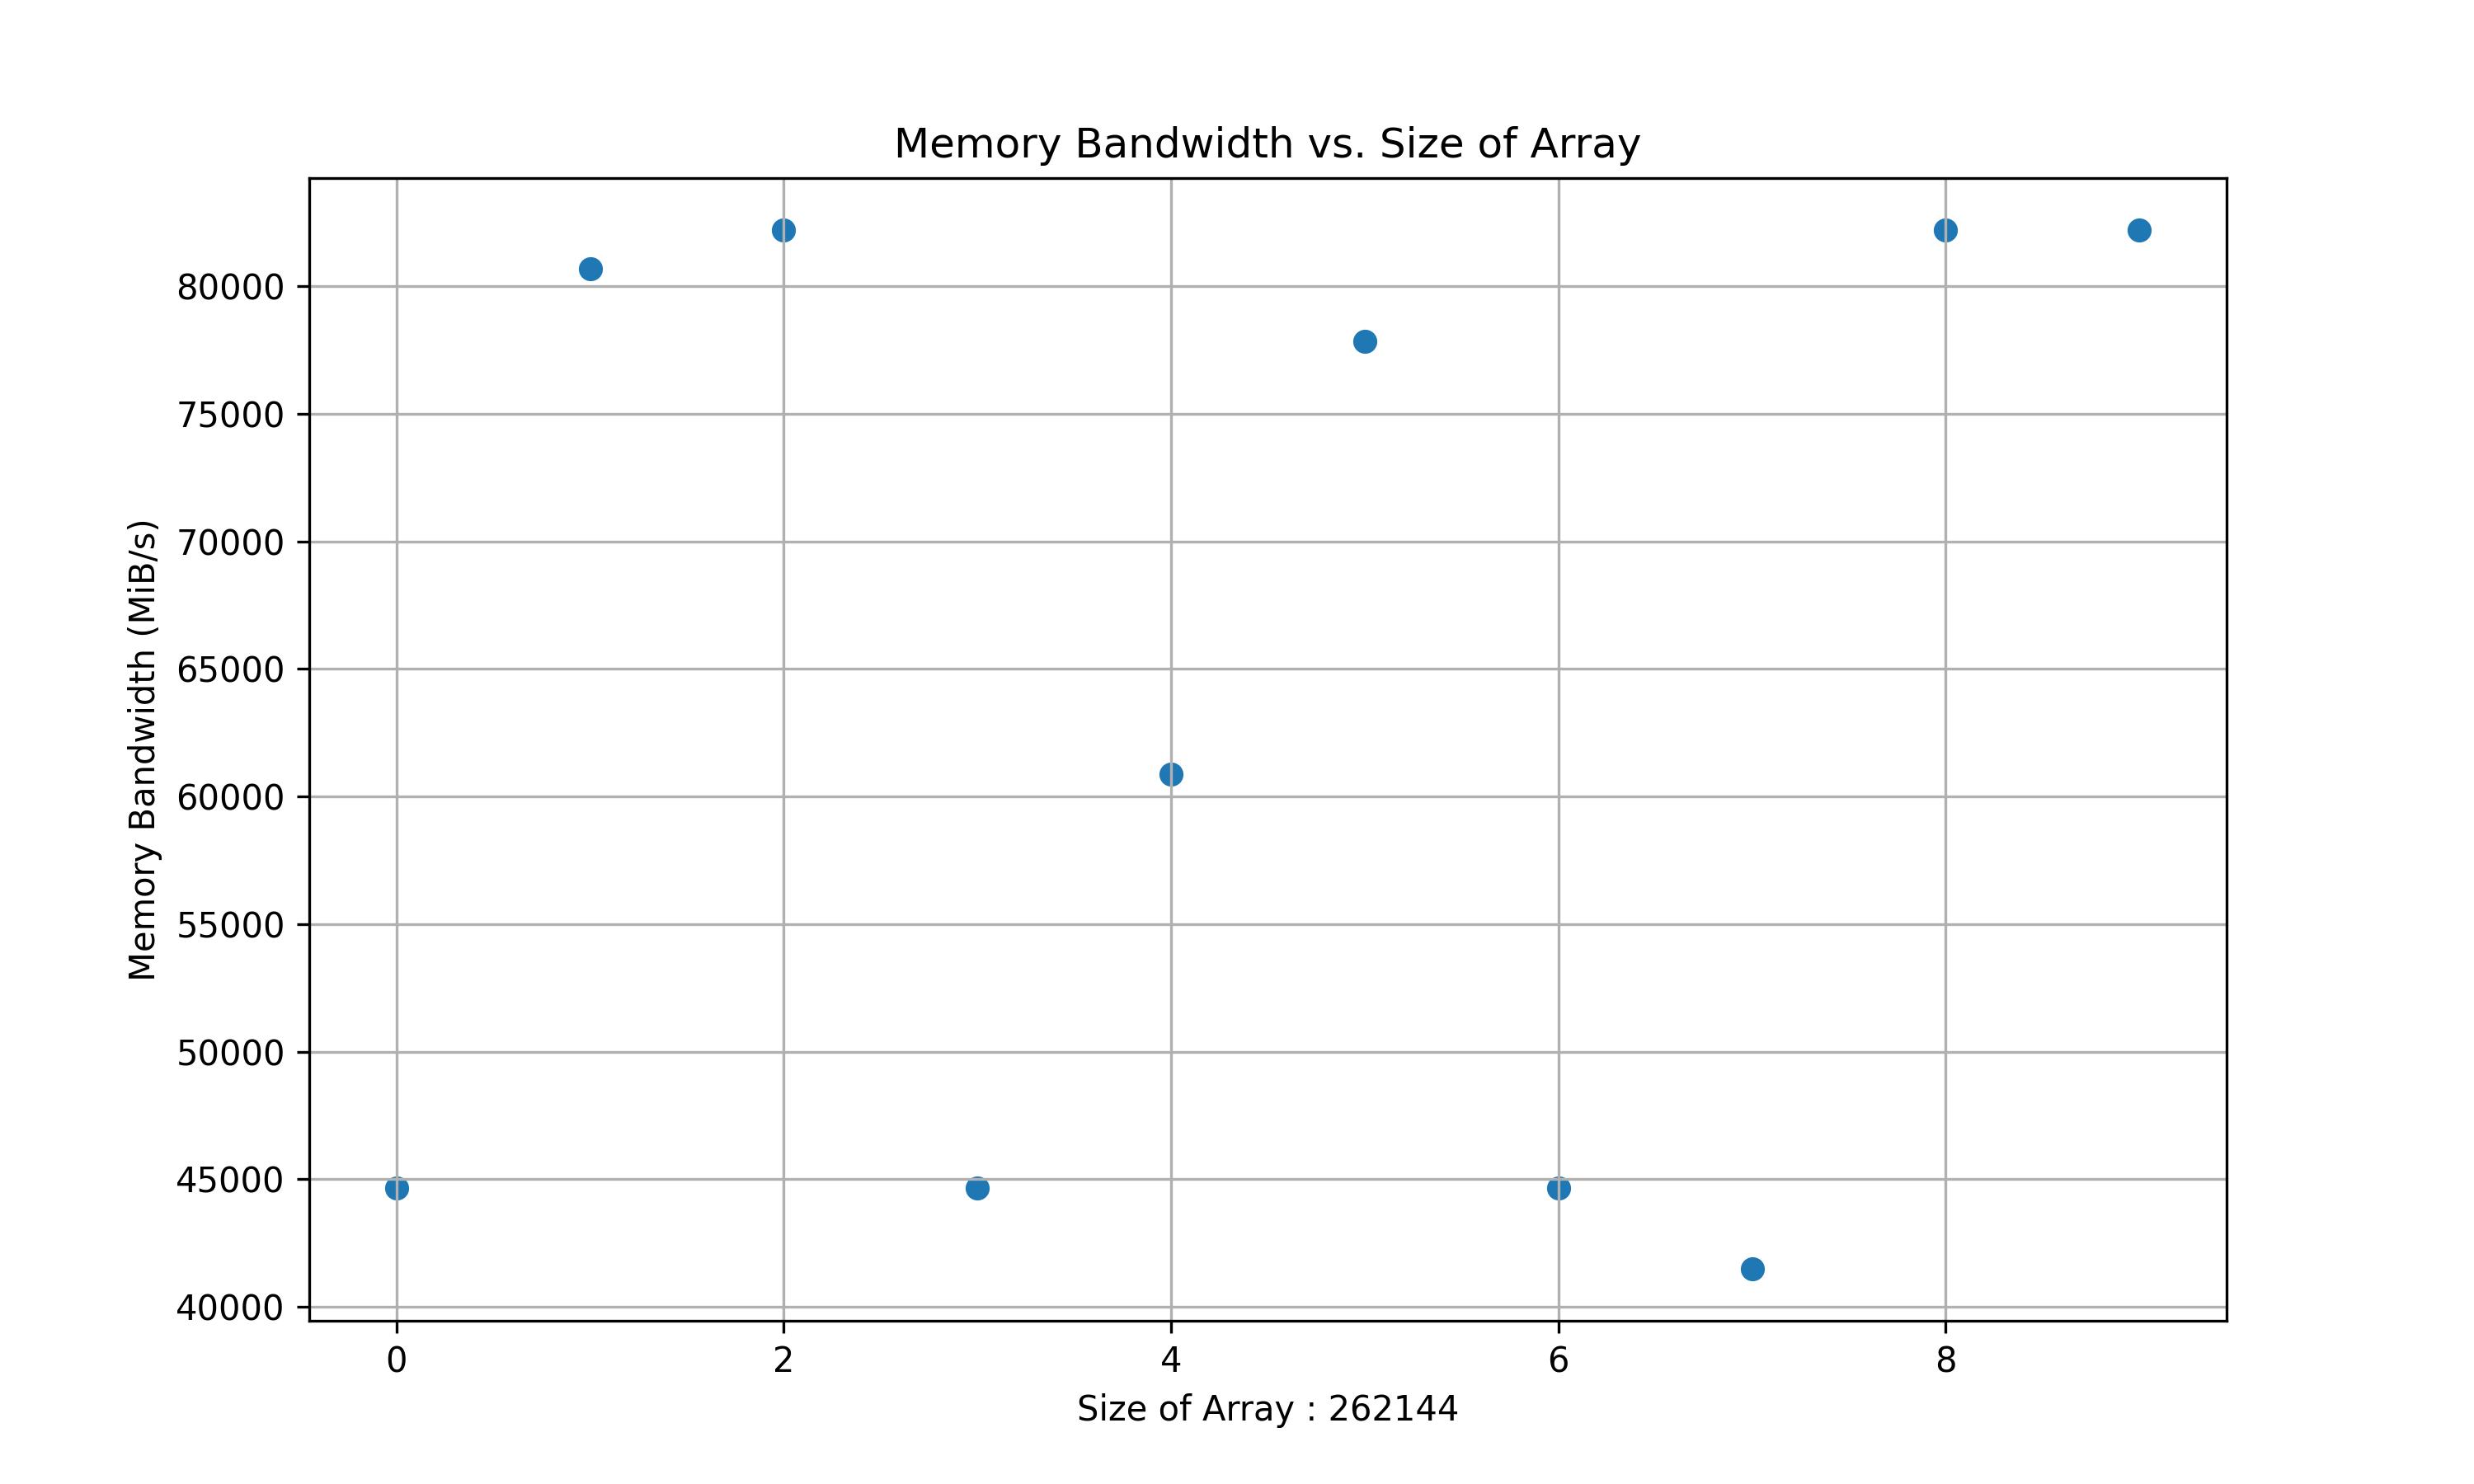 Memory Bandwidth vs. Size of Array
Memory Bandwidth (MiB/s)
80000
75000
70000
65000
60000
55000
50000
45000
40000
0 2 4 6 8
Size of Array : 262144